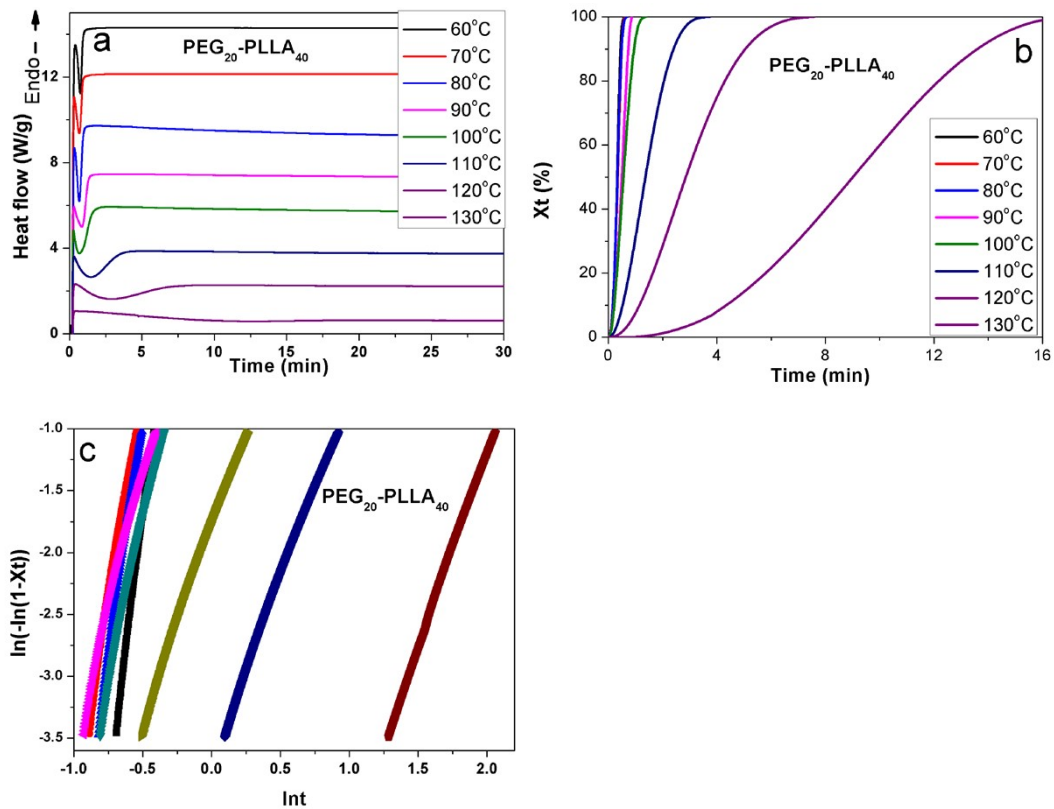 a
PEG20-PLLA40
60°C
70°C
80°C
90°C
100°C
110°C
120°C
130°C
Heat flow (W/g)
Endo
0
4
8
12
0 5 10 15 20 25 30
Time (min)
b
PEG20-PLLA40
60°C
70°C
80°C
90°C
100°C
110°C
120°C
130°C
Xt (%)
100
80
60
40
20
0
0 4 8 12 16
Time (min)
c
PEG20-PLLA40
ln(-ln(1-Xt))
-1.0
-1.5
-2.0
-2.5
-3.0
-3.5
-1.0 -0.5 0.0 0.5 1.0 1.5 2.0
lnt